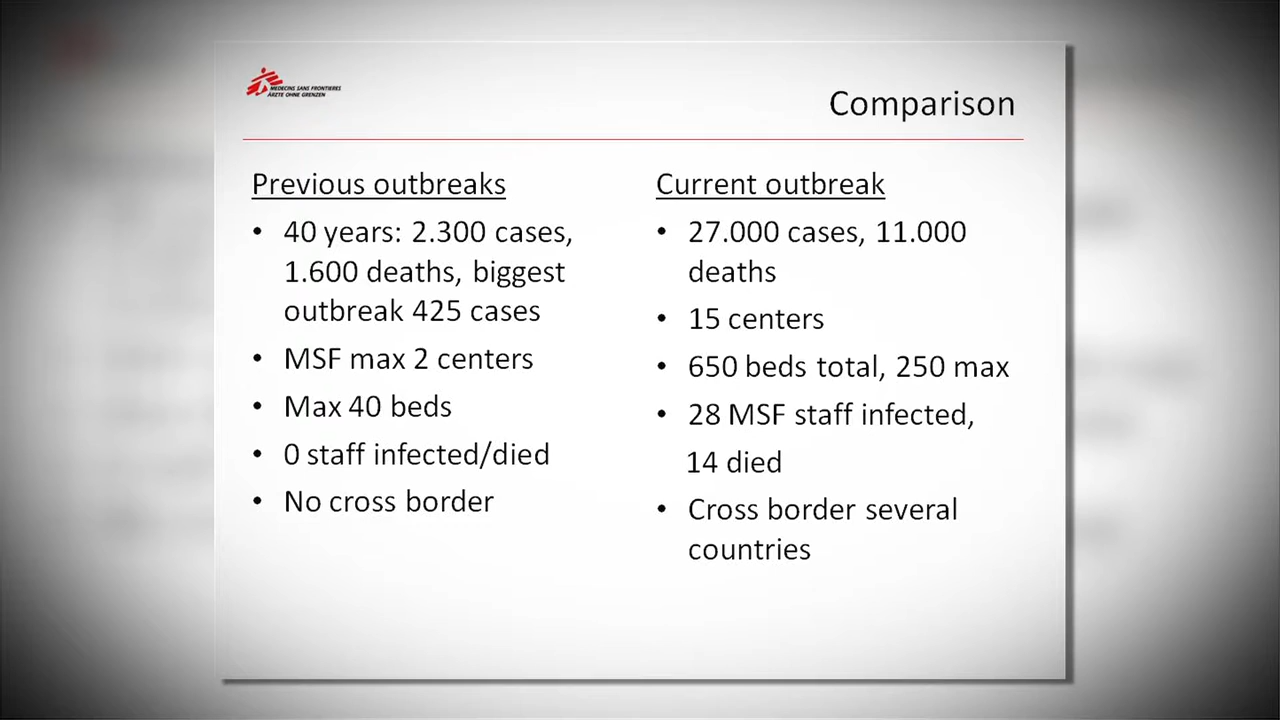 MEDECINS SANS FRONTIERES
ÄRZTE OHNE GRENZEN
Comparison
Previous outbreaks
• 40 years: 2.300 cases,
1.600 deaths, biggest
outbreak 425 cases
• MSF max 2 centers
• Max 40 beds
• 0 staff infected/died
• No cross border
Current outbreak
• 27.000 cases, 11.000
deaths
• 15 centers
• 650 beds total, 250 max
• 28 MSF staff infected,
14 died
• Cross border several
countries